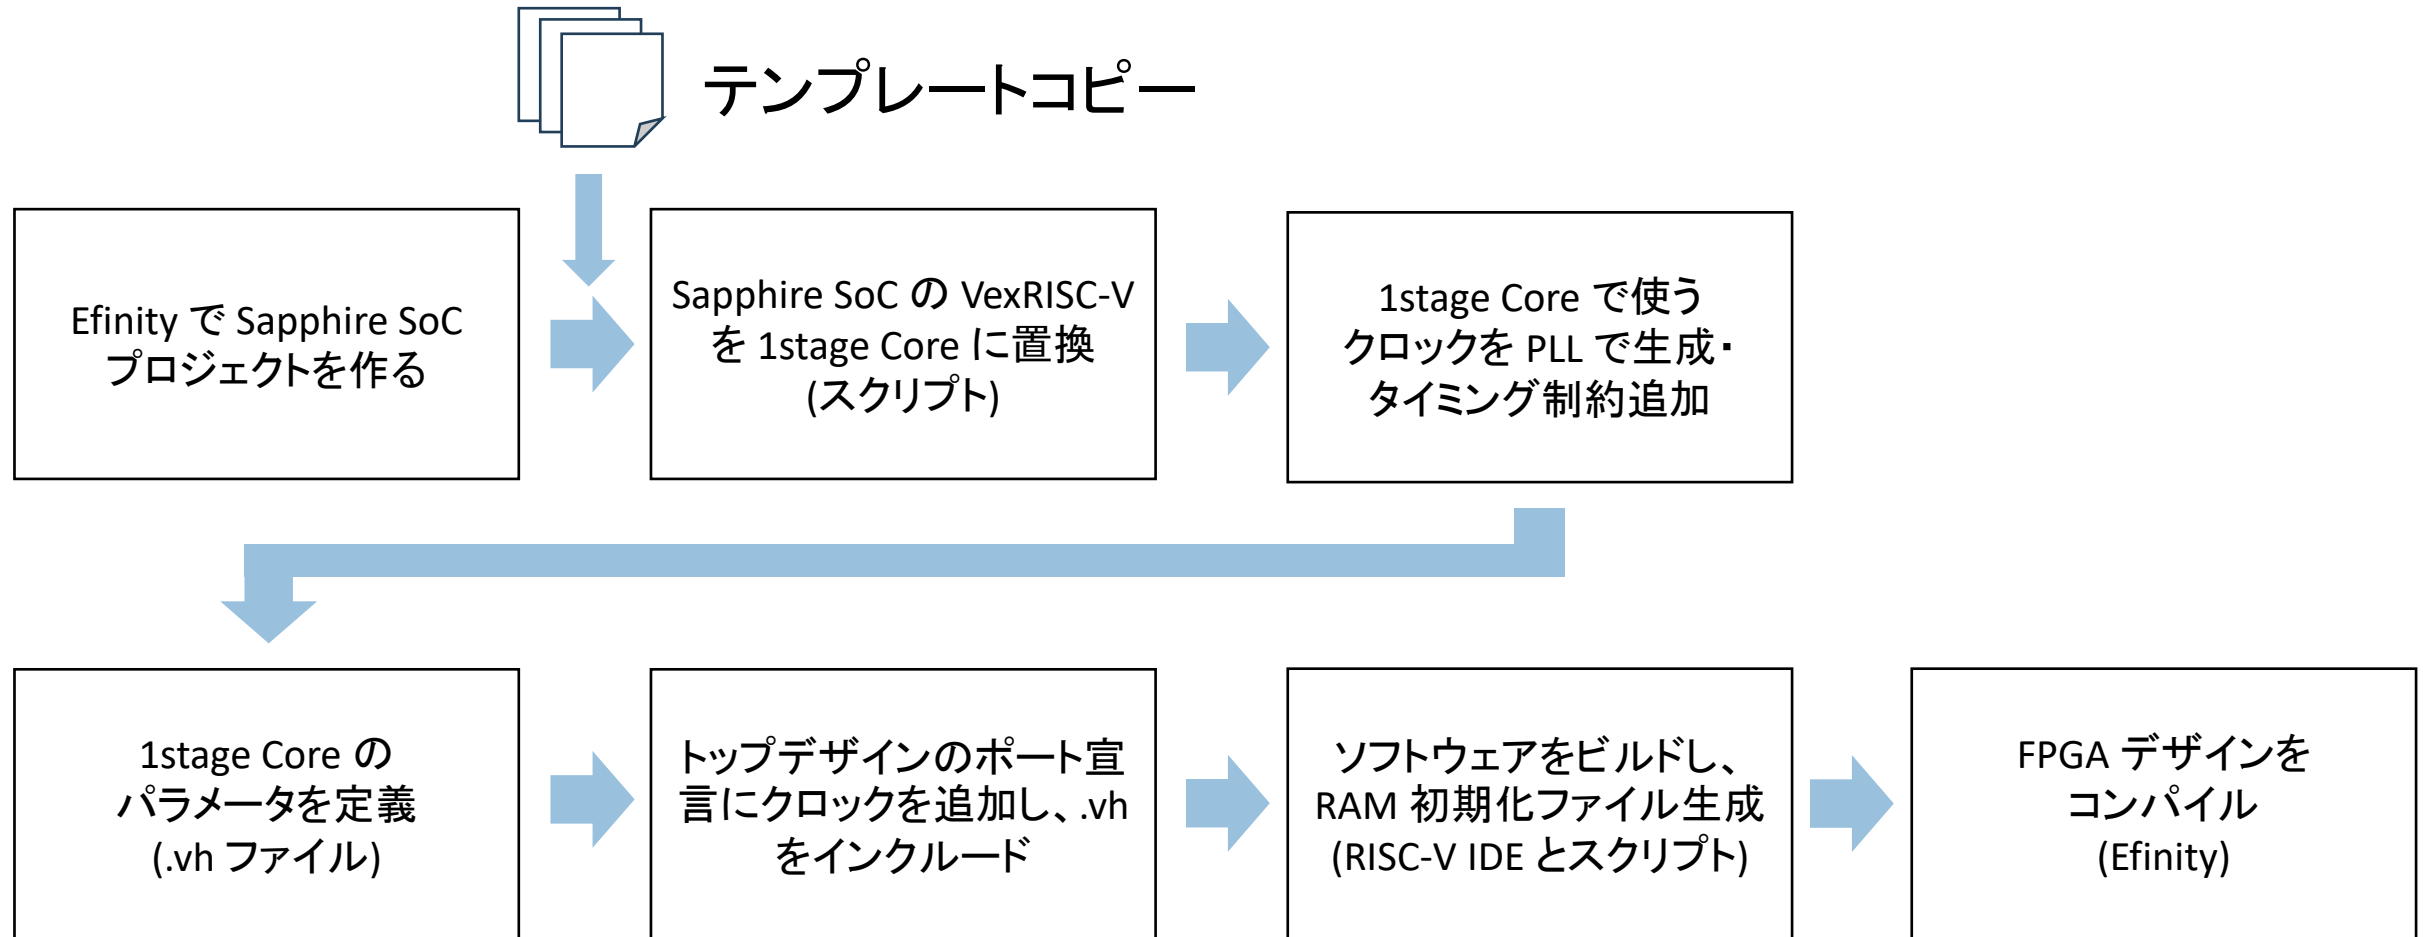 テンプレートコピー
Efinity で Sapphire SoC
プロジェクトを作る
Sapphire SoC の VexRISC-V
を 1stage Core に置換
(スクリプト)
1stage Core で使う
クロックを PLL で生成・
タイミング制約追加
1stage Core の
パラメータを定義
(.vh ファイル)
トップデザインのポート宣
言にクロックを追加し、.vh
をインクルード
ソフトウェアをビルドし、
RAM 初期化ファイル生成
(RISC-V IDE とスクリプト)
FPGA デザインを
コンパイル
(Efinity)